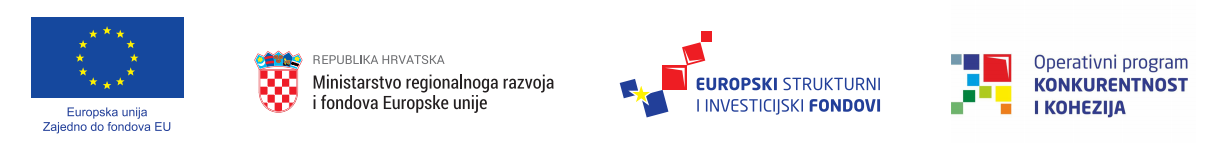 Europska unija
Zajedno do fondova EU
REPUBLIKA HRVATSKA
Ministarstvo regionalnoga razvoja
i fondova Europske unije
EUROPSKI STRUKTURNI
I INVESTICIJSKI FONDOVI
Operativni program
KONKURENTNOST
I KOHEZIJA